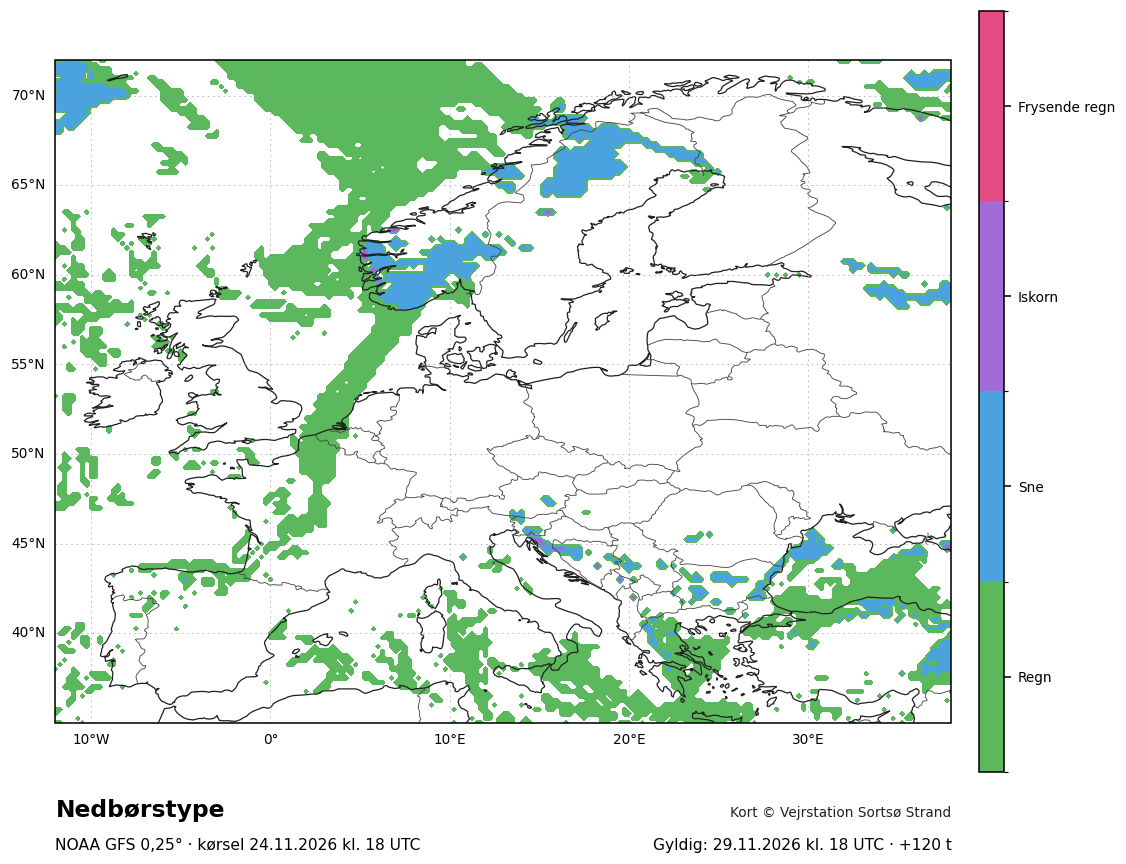 Frysende regn
Iskorn
Sne
Regn
70°N
65°N
60°N
55°N
50°N
45°N
40°N
10°W
0°
10°E
20°E
30°E
Nedbørstype
Kort © Vejrstation Sortsø Strand
NOAA GFS 0,25° · kørsel 24.11.2026 kl. 18 UTC
Gyldig: 29.11.2026 kl. 18 UTC · +120 t